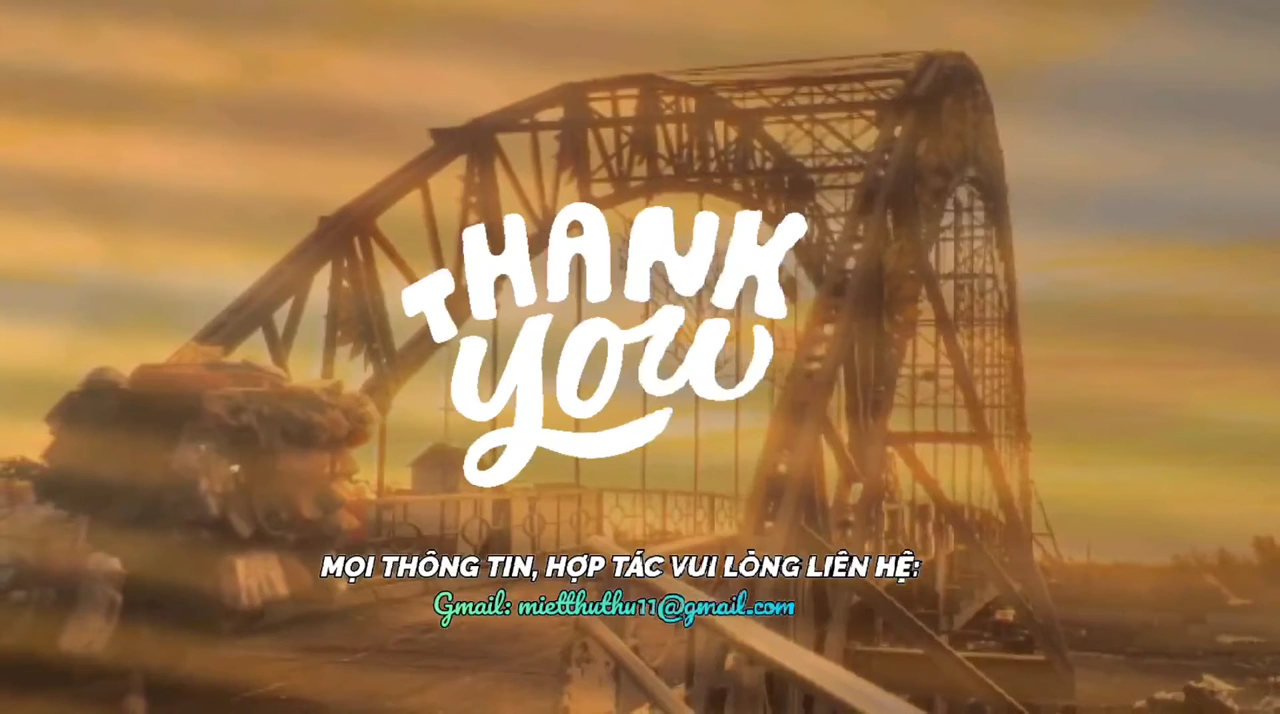 THANK
you
MỌI THÔNG TIN, HỢP TÁC VUI LÒNG LIÊN HỆ:
Gmail: mietthuthu11@gmail.com